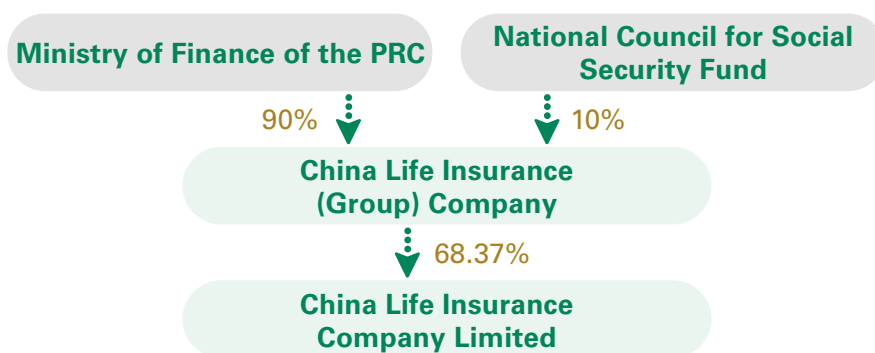 Ministry of Finance of the PRC
National Council for Social
Security Fund
90%
10%
China Life Insurance
(Group) Company
68.37%
China Life Insurance
Company Limited